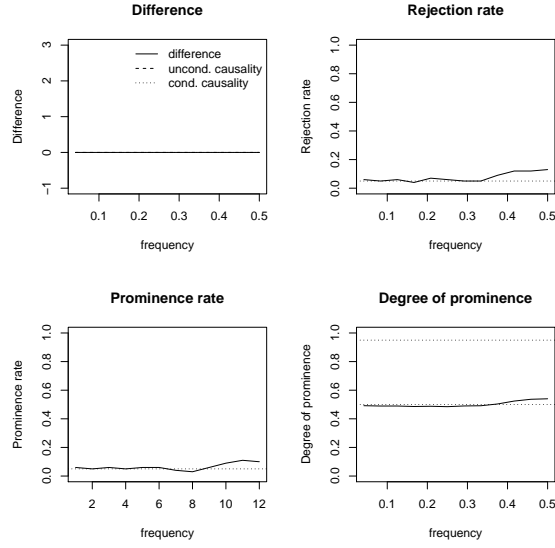 Difference
Difference
3
2
1
0
−1
difference
uncond. causality
cond. causality
0.1 0.2 0.3 0.4 0.5
frequency
Rejection rate
Rejection rate
1.0
0.8
0.6
0.4
0.2
0.0
0.1 0.2 0.3 0.4 0.5
frequency
Prominence rate
Prominence rate
1.0
0.8
0.6
0.4
0.2
0.0
2 4 6 8 10 12
frequency
Degree of prominence
Degree of prominence
1.0
0.8
0.6
0.4
0.2
0.0
0.1 0.2 0.3 0.4 0.5
frequency